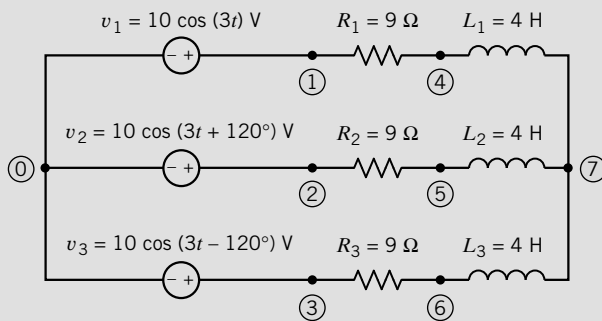 v₁ = 10 cos (3t) V R₁ = 9 Ω L₁ = 4 H
− + ① ④
v₂ = 10 cos (3t + 120°) V R₂ = 9 Ω L₂ = 4 H
⓪ − + ② ⑤ ⑦
v₃ = 10 cos (3t − 120°) V R₃ = 9 Ω L₃ = 4 H
− + ③ ⑥